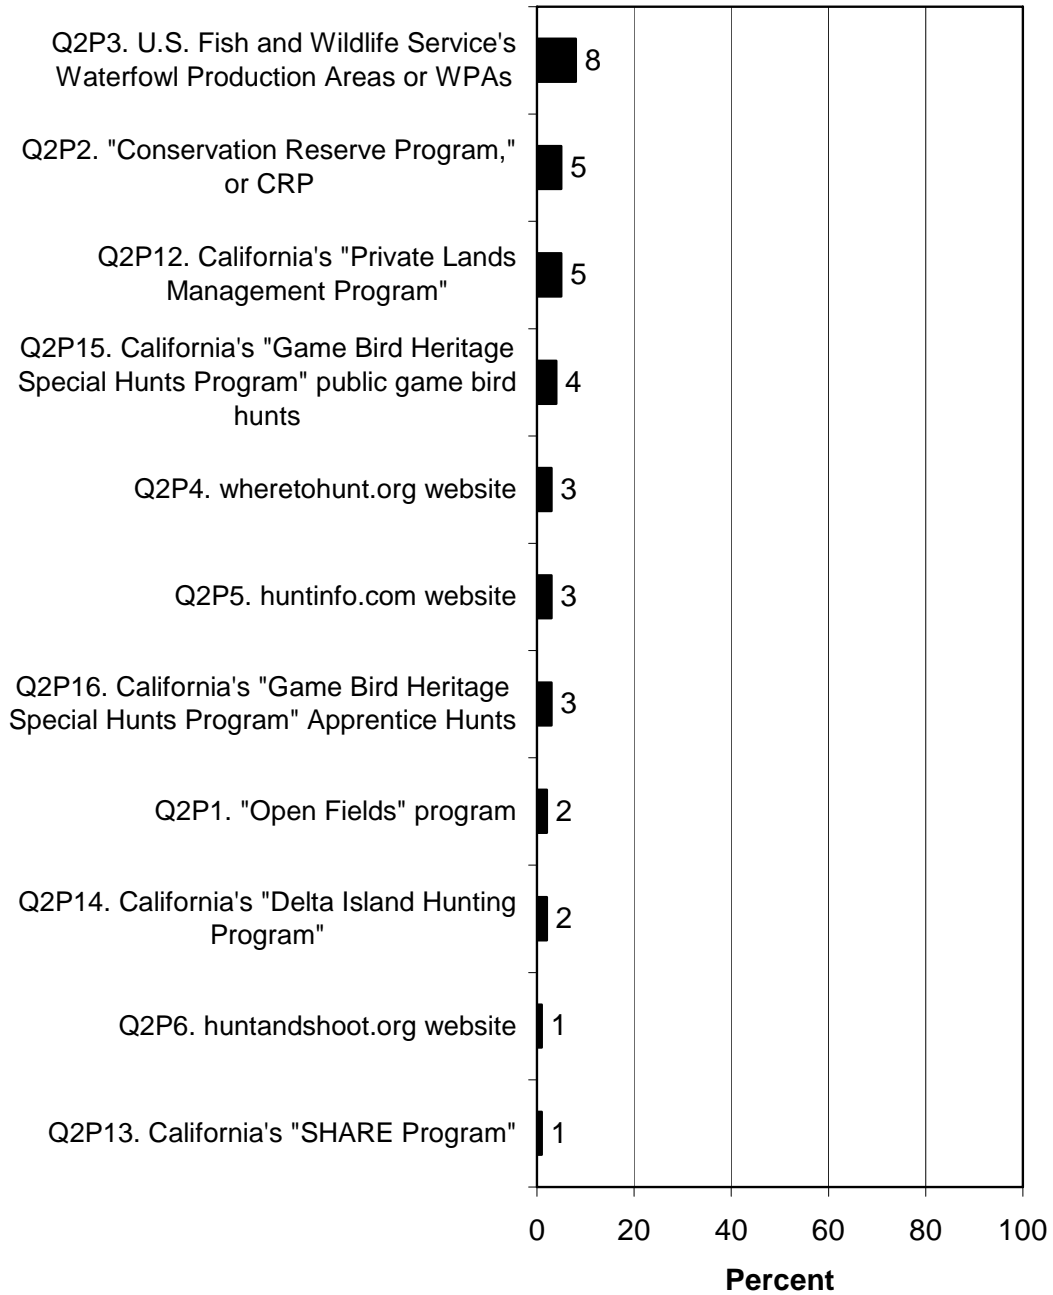 Q2P3. U.S. Fish and Wildlife Service's
Waterfowl Production Areas or WPAs
8
Q2P2. "Conservation Reserve Program,"
or CRP
5
Q2P12. California's "Private Lands
Management Program"
5
Q2P15. California's "Game Bird Heritage
Special Hunts Program" public game bird
hunts
4
Q2P4. wheretohunt.org website
3
Q2P5. huntinfo.com website
3
Q2P16. California's "Game Bird Heritage
Special Hunts Program" Apprentice Hunts
3
Q2P1. "Open Fields" program
2
Q2P14. California's "Delta Island Hunting
Program"
2
Q2P6. huntandshoot.org website
1
Q2P13. California's "SHARE Program"
1
0 20 40 60 80 100
Percent